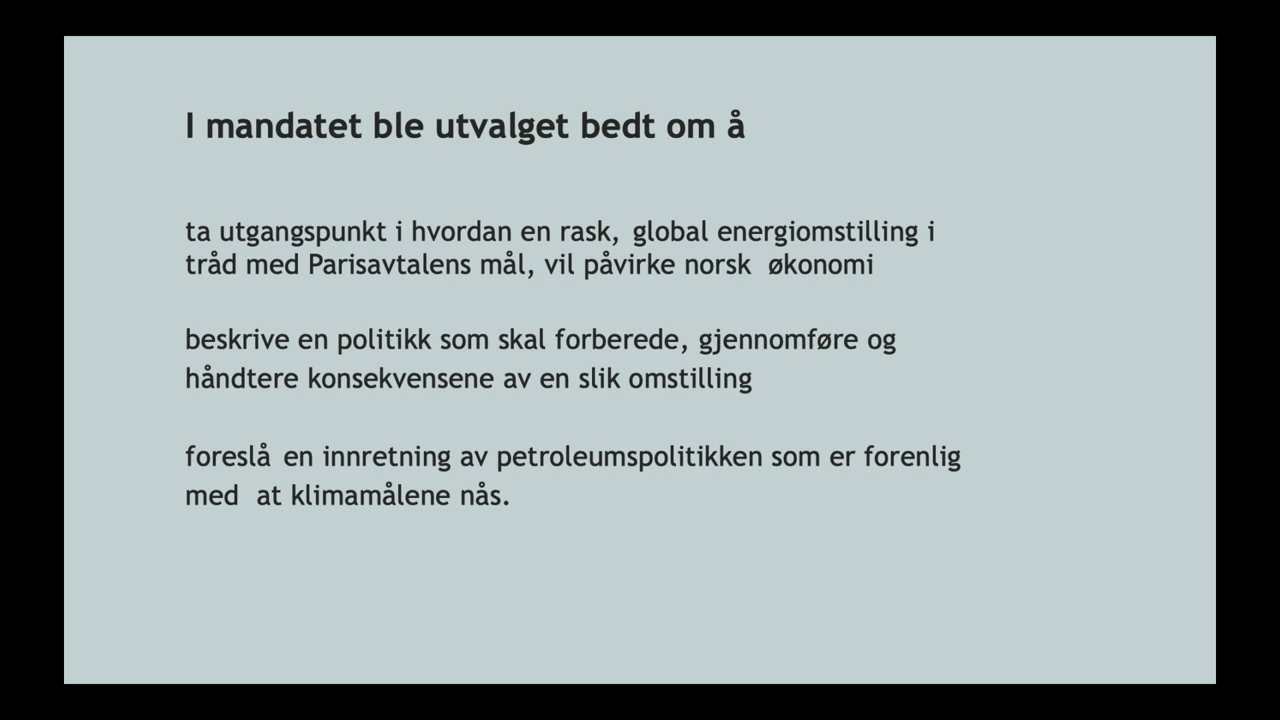 I mandatet ble utvalget bedt om å
ta utgangspunkt i hvordan en rask, global energiomstilling i
tråd med Parisavtalens mål, vil påvirke norsk økonomi
beskrive en politikk som skal forberede, gjennomføre og
håndtere konsekvensene av en slik omstilling
foreslå en innretning av petroleumspolitikken som er forenlig
med at klimamålene nås.